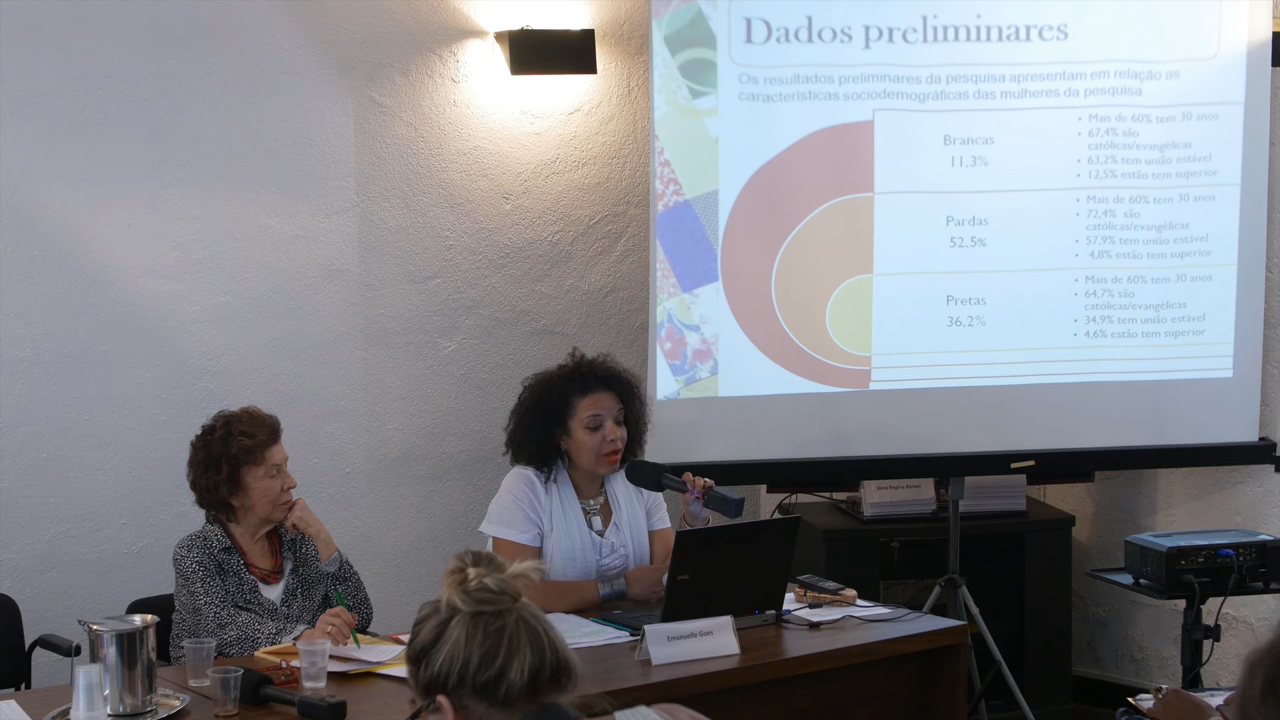 Dados preliminares
Os resultados preliminares da pesquisa apresentam em relação as
características sociodemográficas das mulheres da pesquisa
Brancas
11,3%
• Mais de 60% tem 30 anos
• 67,4% são
católicas/evangélicas
• 63,2% tem união estável
• 12,5% estão tem superior
Pardas
52,5%
• Mais de 60% tem 30 anos
• 72,4% são
católicas/evangélicas
• 57,9% tem união estável
• 4,8% estão tem superior
Pretas
36,2%
• Mais de 60% tem 30 anos
• 64,7% são
católicas/evangélicas
• 34,9% tem união estável
• 4,6% estão tem superior
Vera Regina
Emanuelle Goes